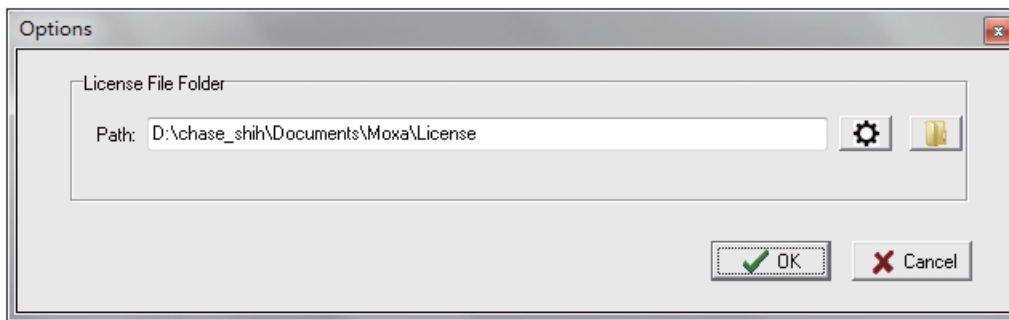 Options
License File Folder
Path: D:\chase_shih\Documents\Moxa\License
OK Cancel